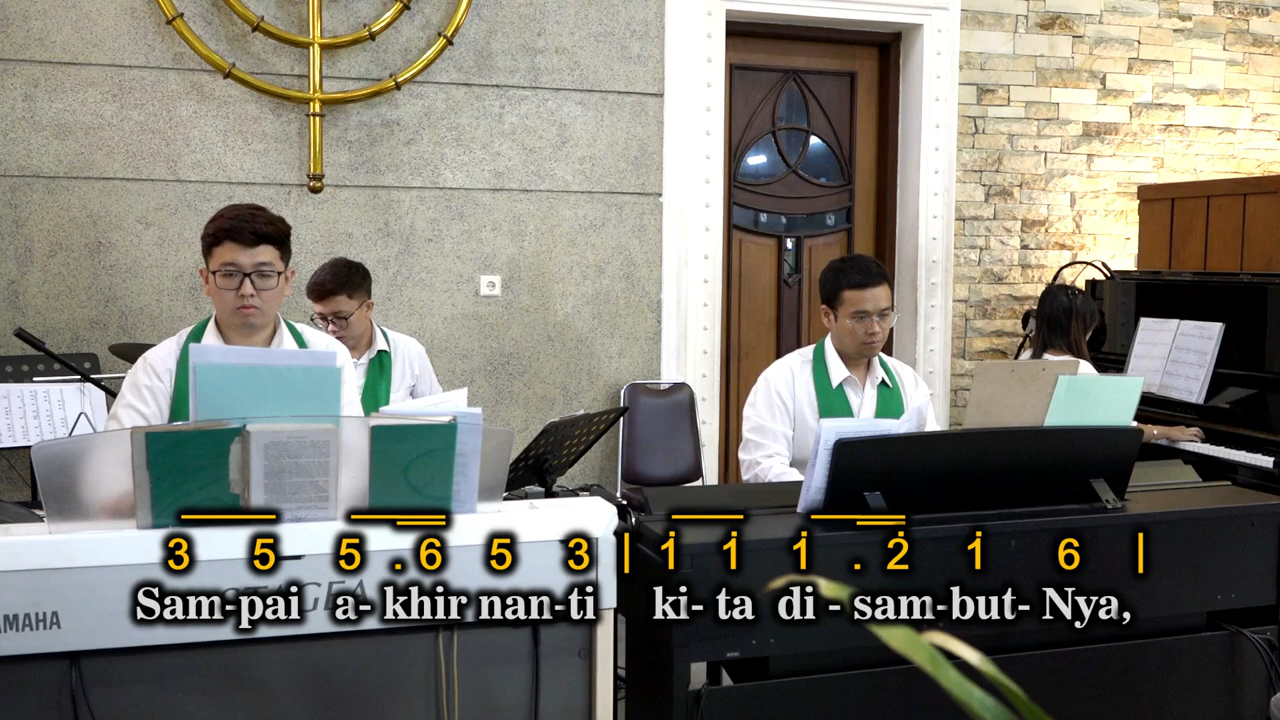 3 5 5 . 6 5 3 | 1̇ 1̇ 1̇ . 2̇ 1̇ 6 |
Sam-pai a- khir nan-ti ki- ta di - sam-but- Nya,
STAGEA
YAMAHA